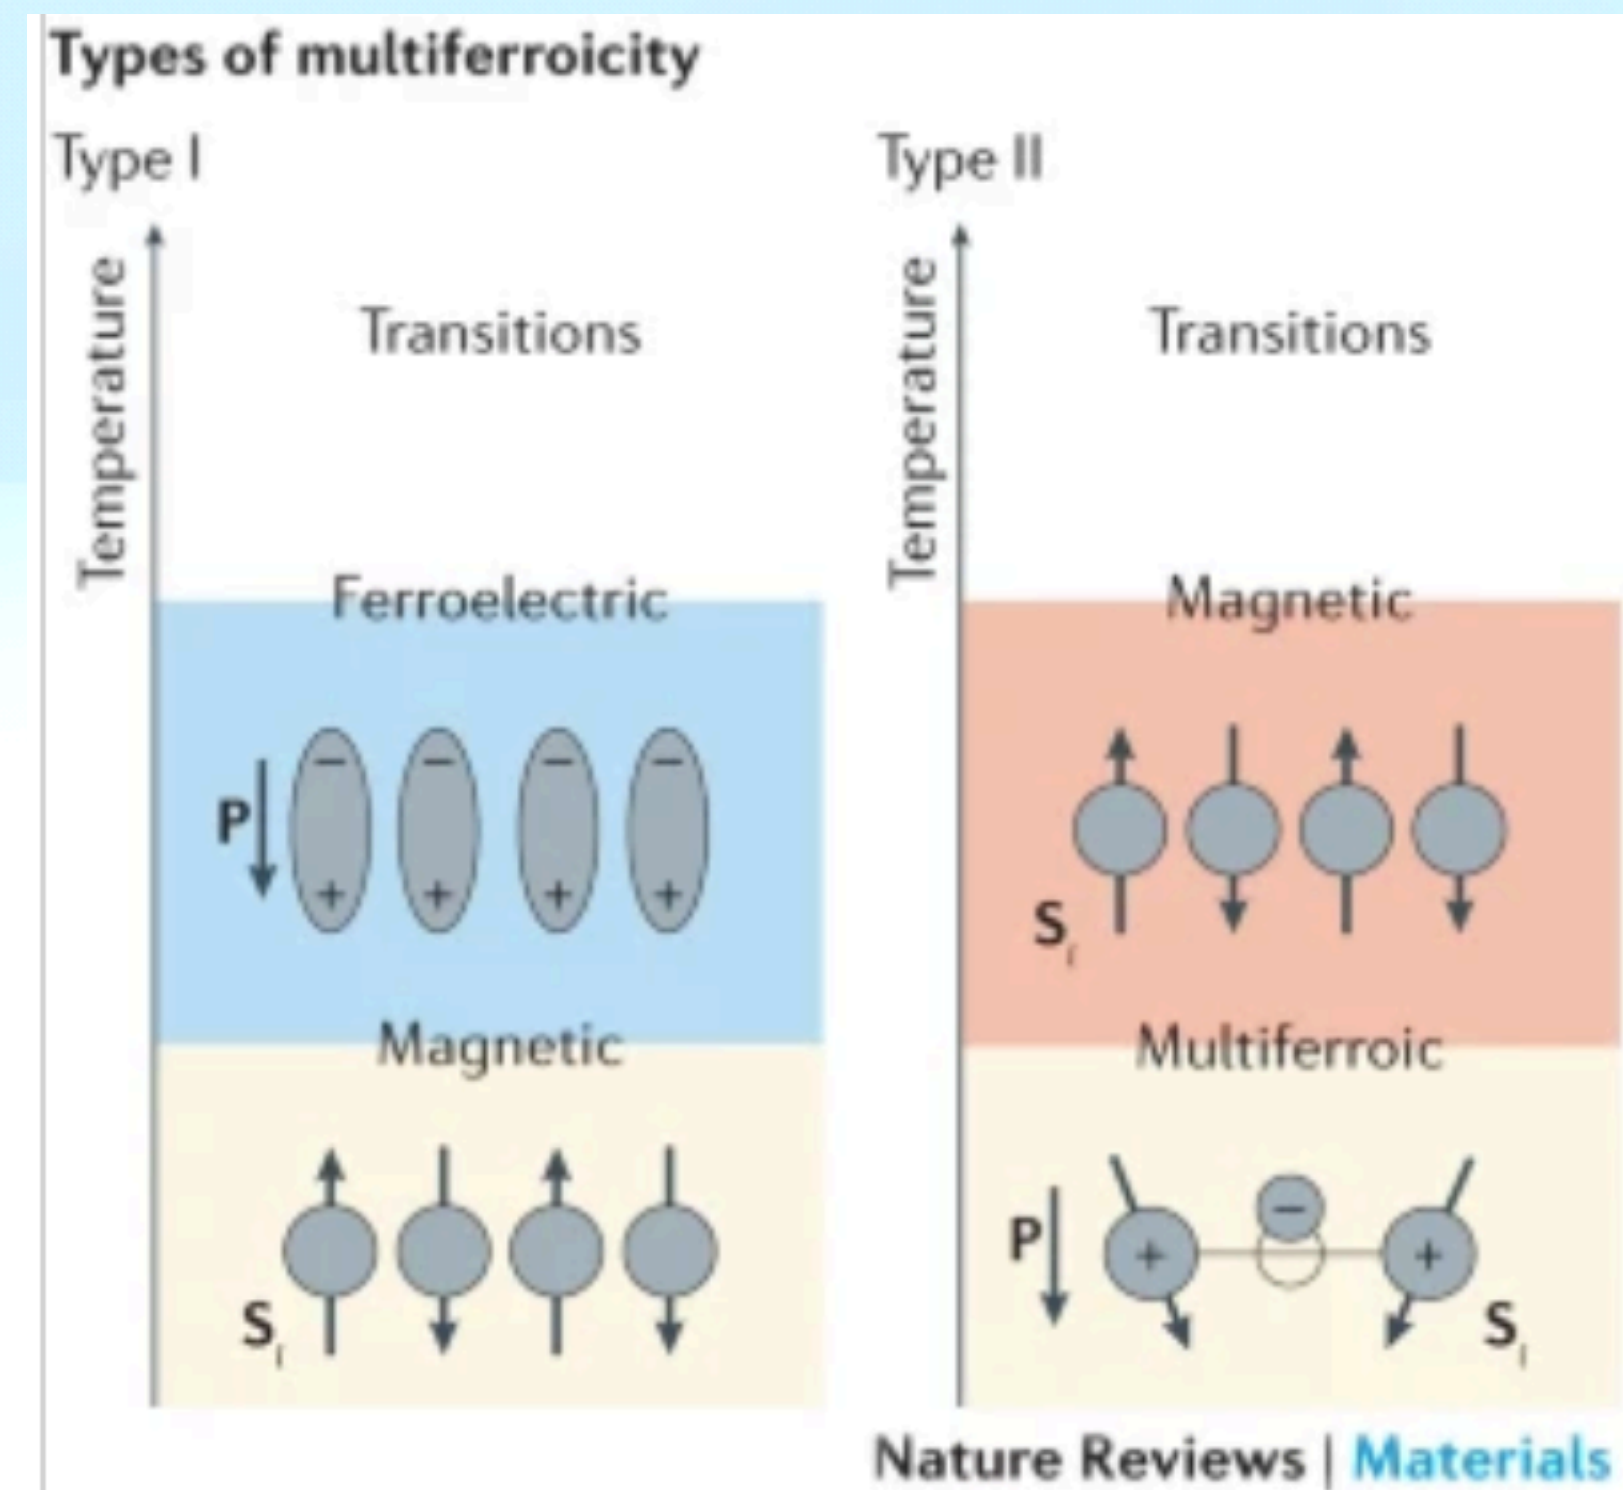 Types of multiferroicity
Type I
Temperature
Transitions
Ferroelectric
P
− − − −
+ + + +
Magnetic
S
Type II
Temperature
Transitions
Magnetic
S
Multiferroic
P
+ − +
S
Nature Reviews | Materials